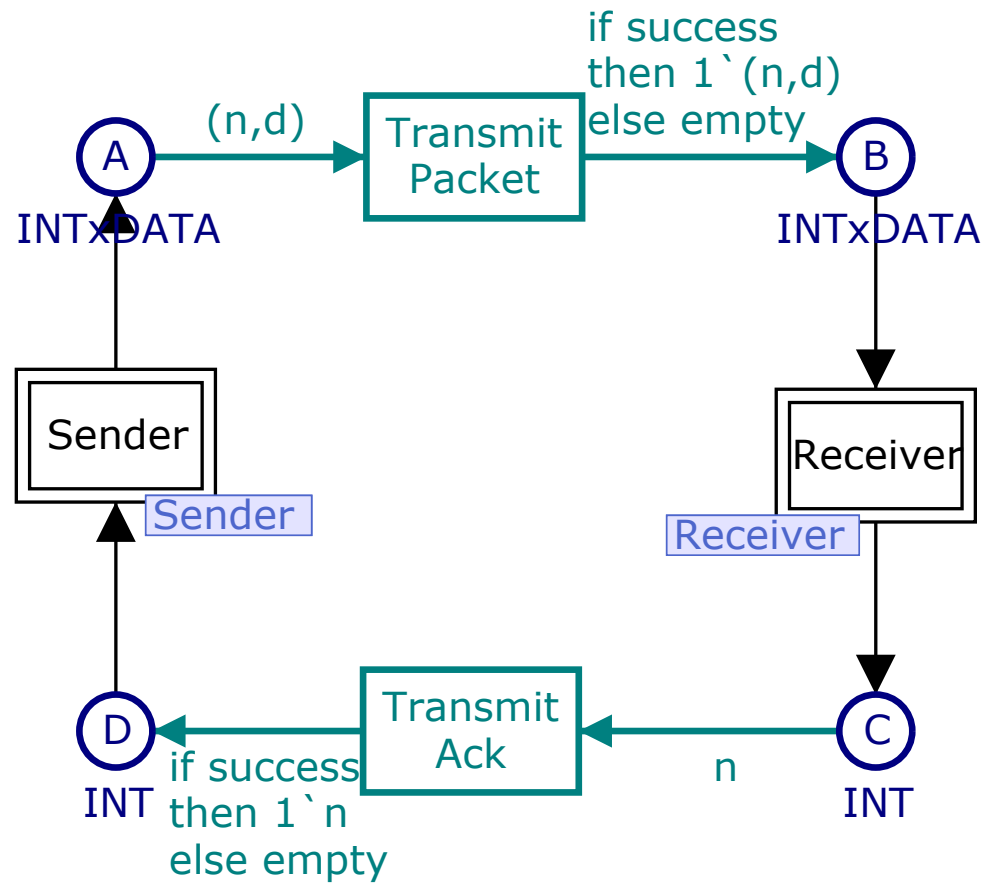 if success
then 1`(n,d)
else empty
(n,d)
A
Transmit
Packet
B
INTxDATA
INTxDATA
Sender
Sender
Receiver
Receiver
D
Transmit
Ack
C
INT
if success
then 1`n
else empty
n
INT